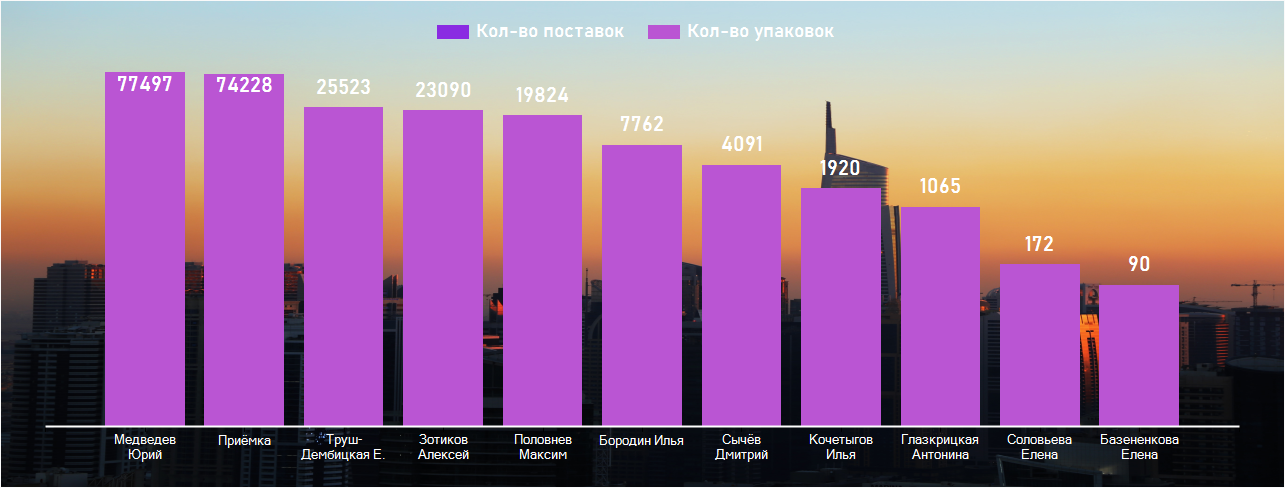 Кол-во поставок Кол-во упаковок
77497 74228 25523 23090 19824 7762 4091 1920 1065 172 90
Медведев
Юрий
Приёмка
Труш-
Дембицкая Е.
Зотиков
Алексей
Половнев
Максим
Бородин Илья
Сычёв
Дмитрий
Кочетыгов
Илья
Глазкрицкая
Антонина
Соловьева
Елена
Базененкова
Елена